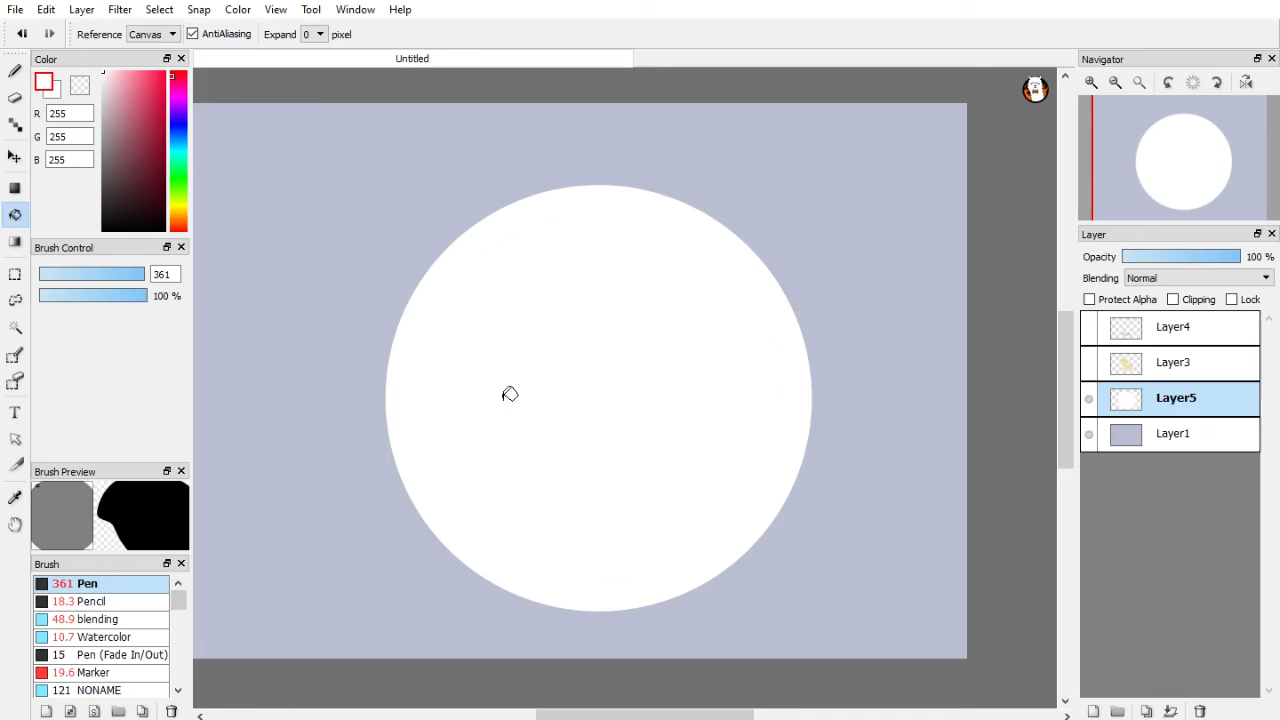 File Edit Layer Filter Select Snap Color View Tool Window Help
Reference Canvas AntiAliasing Expand 0 pixel
Untitled
Color
R 255
G 255
B 255
Brush Control
361
100 %
Brush Preview
Brush
361 Pen
18.3 Pencil
48.9 blending
10.7 Watercolor
15 Pen (Fade In/Out)
19.6 Marker
121 NONAME
Navigator
Layer
Opacity 100 %
Blending Normal
Protect Alpha Clipping Lock
Layer4
Layer3
Layer5
Layer1